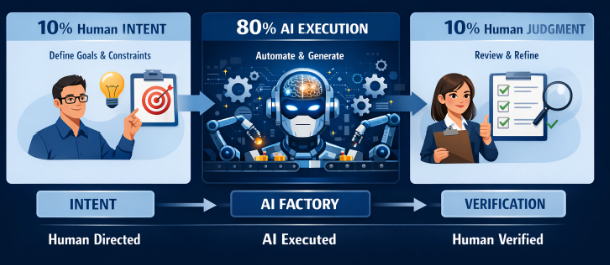 10% Human INTENT
Define Goals & Constraints
80% AI EXECUTION
Automate & Generate
10% Human JUDGMENT
Review & Refine
INTENT
AI FACTORY
VERIFICATION
Human Directed
AI Executed
Human Verified